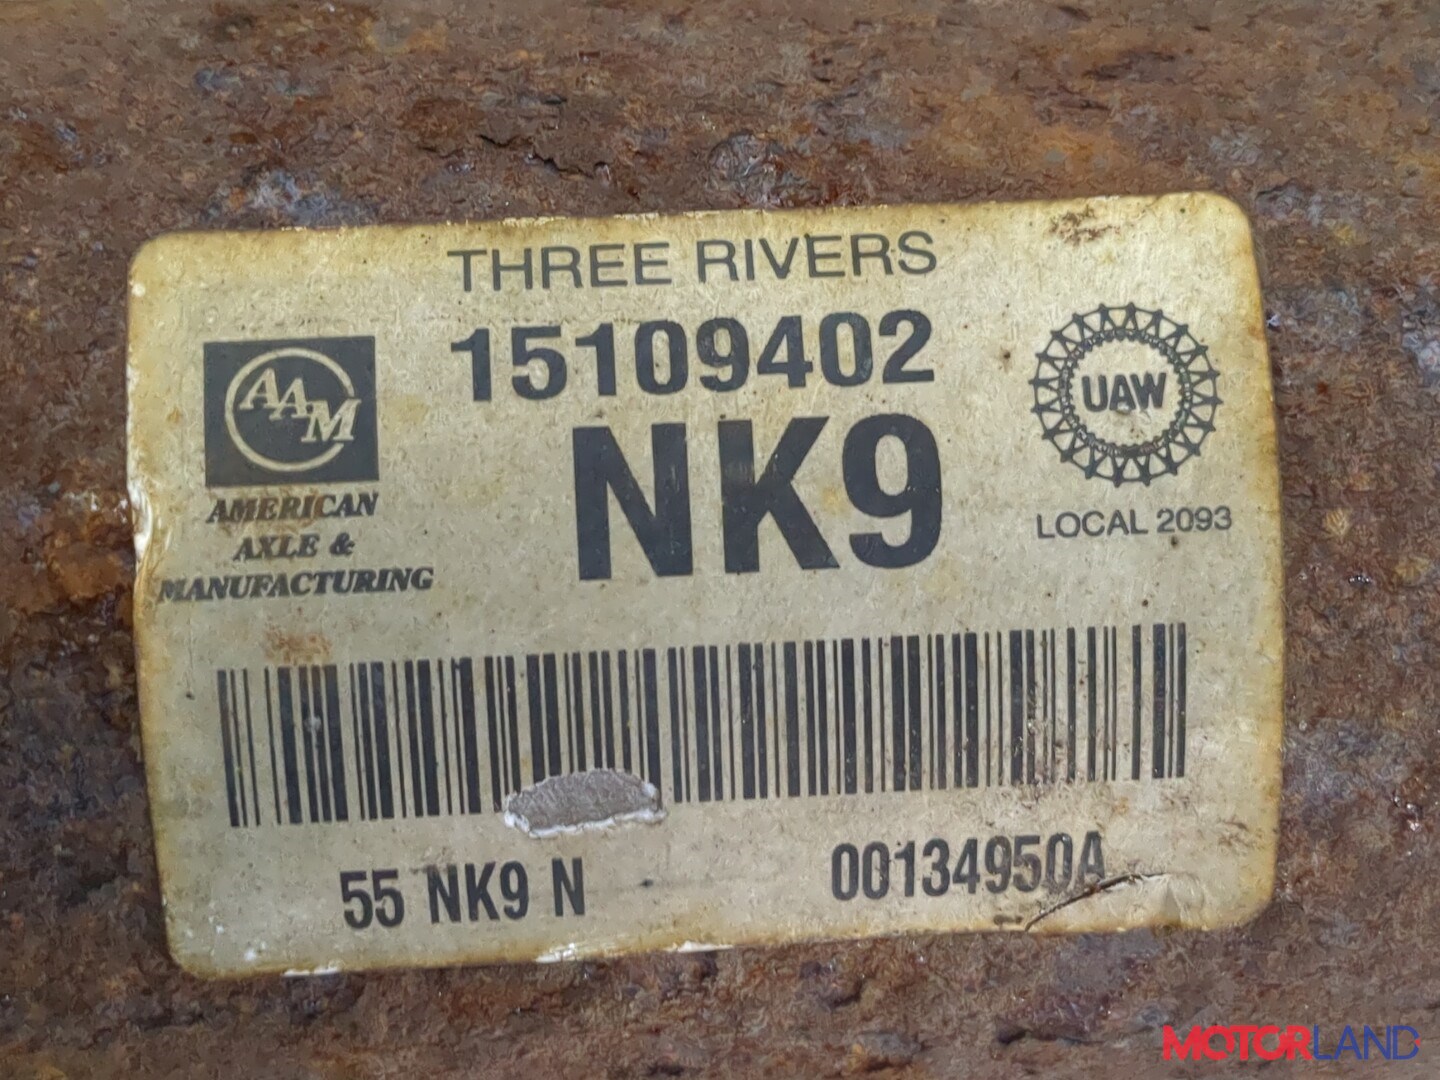 THREE RIVERS
15109402
NK9
AAM
AMERICAN
AXLE &
MANUFACTURING
UAW
LOCAL 2093
55 NK9 N
00134950A
MOTORLAND